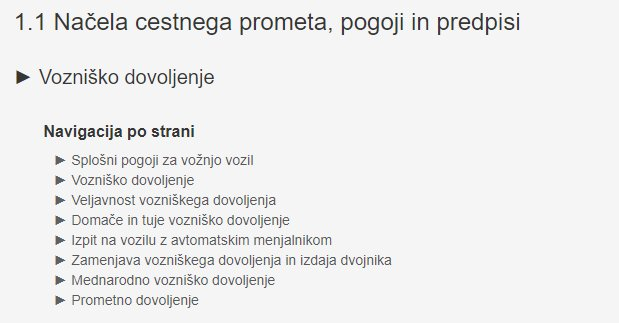 1.1 Načela cestnega prometa, pogoji in predpisi
► Vozniško dovoljenje
Navigacija po strani
► Splošni pogoji za vožnjo vozil
► Vozniško dovoljenje
► Veljavnost vozniškega dovoljenja
► Domače in tuje vozniško dovoljenje
► Izpit na vozilu z avtomatskim menjalnikom
► Zamenjava vozniškega dovoljenja in izdaja dvojnika
► Mednarodno vozniško dovoljenje
► Prometno dovoljenje